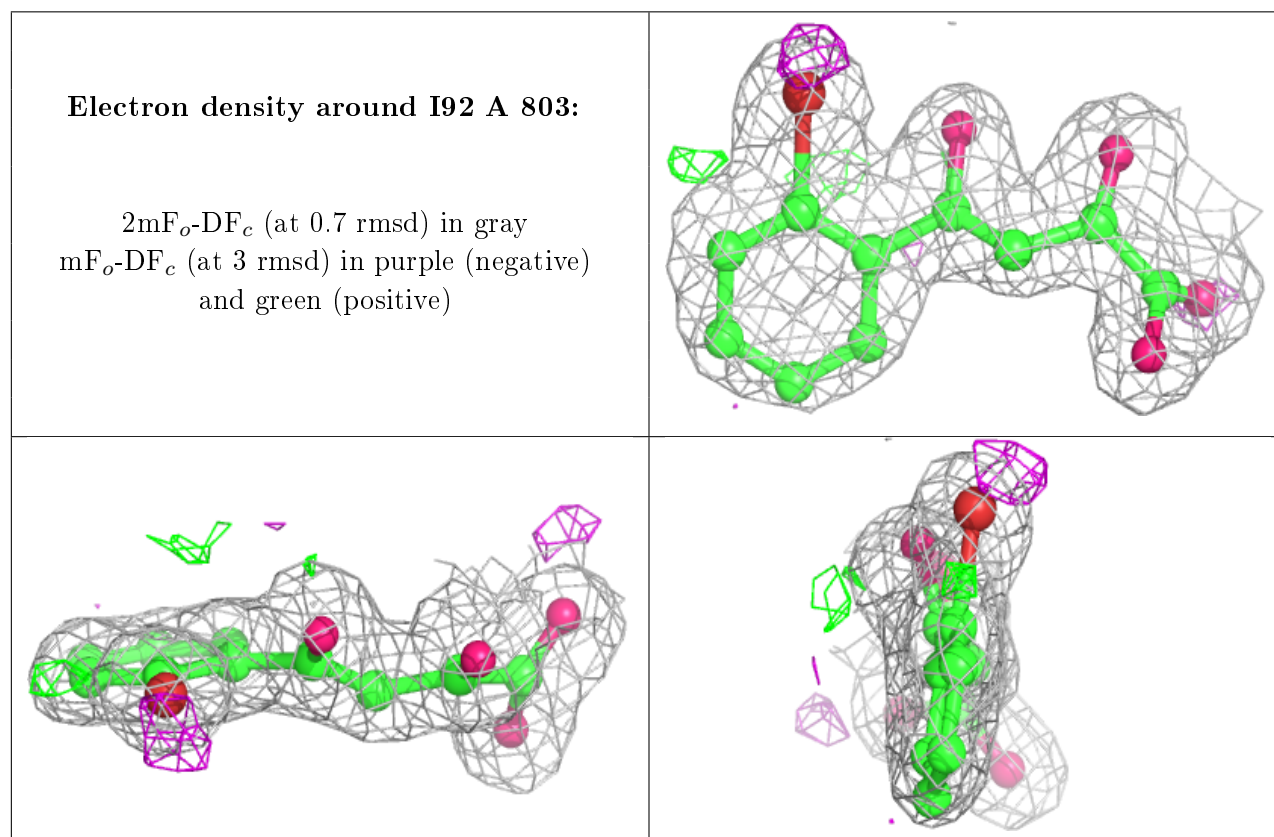 Electron density around I92 A 803:
2mFo-DFc (at 0.7 rmsd) in gray
mFo-DFc (at 3 rmsd) in purple (negative)
and green (positive)